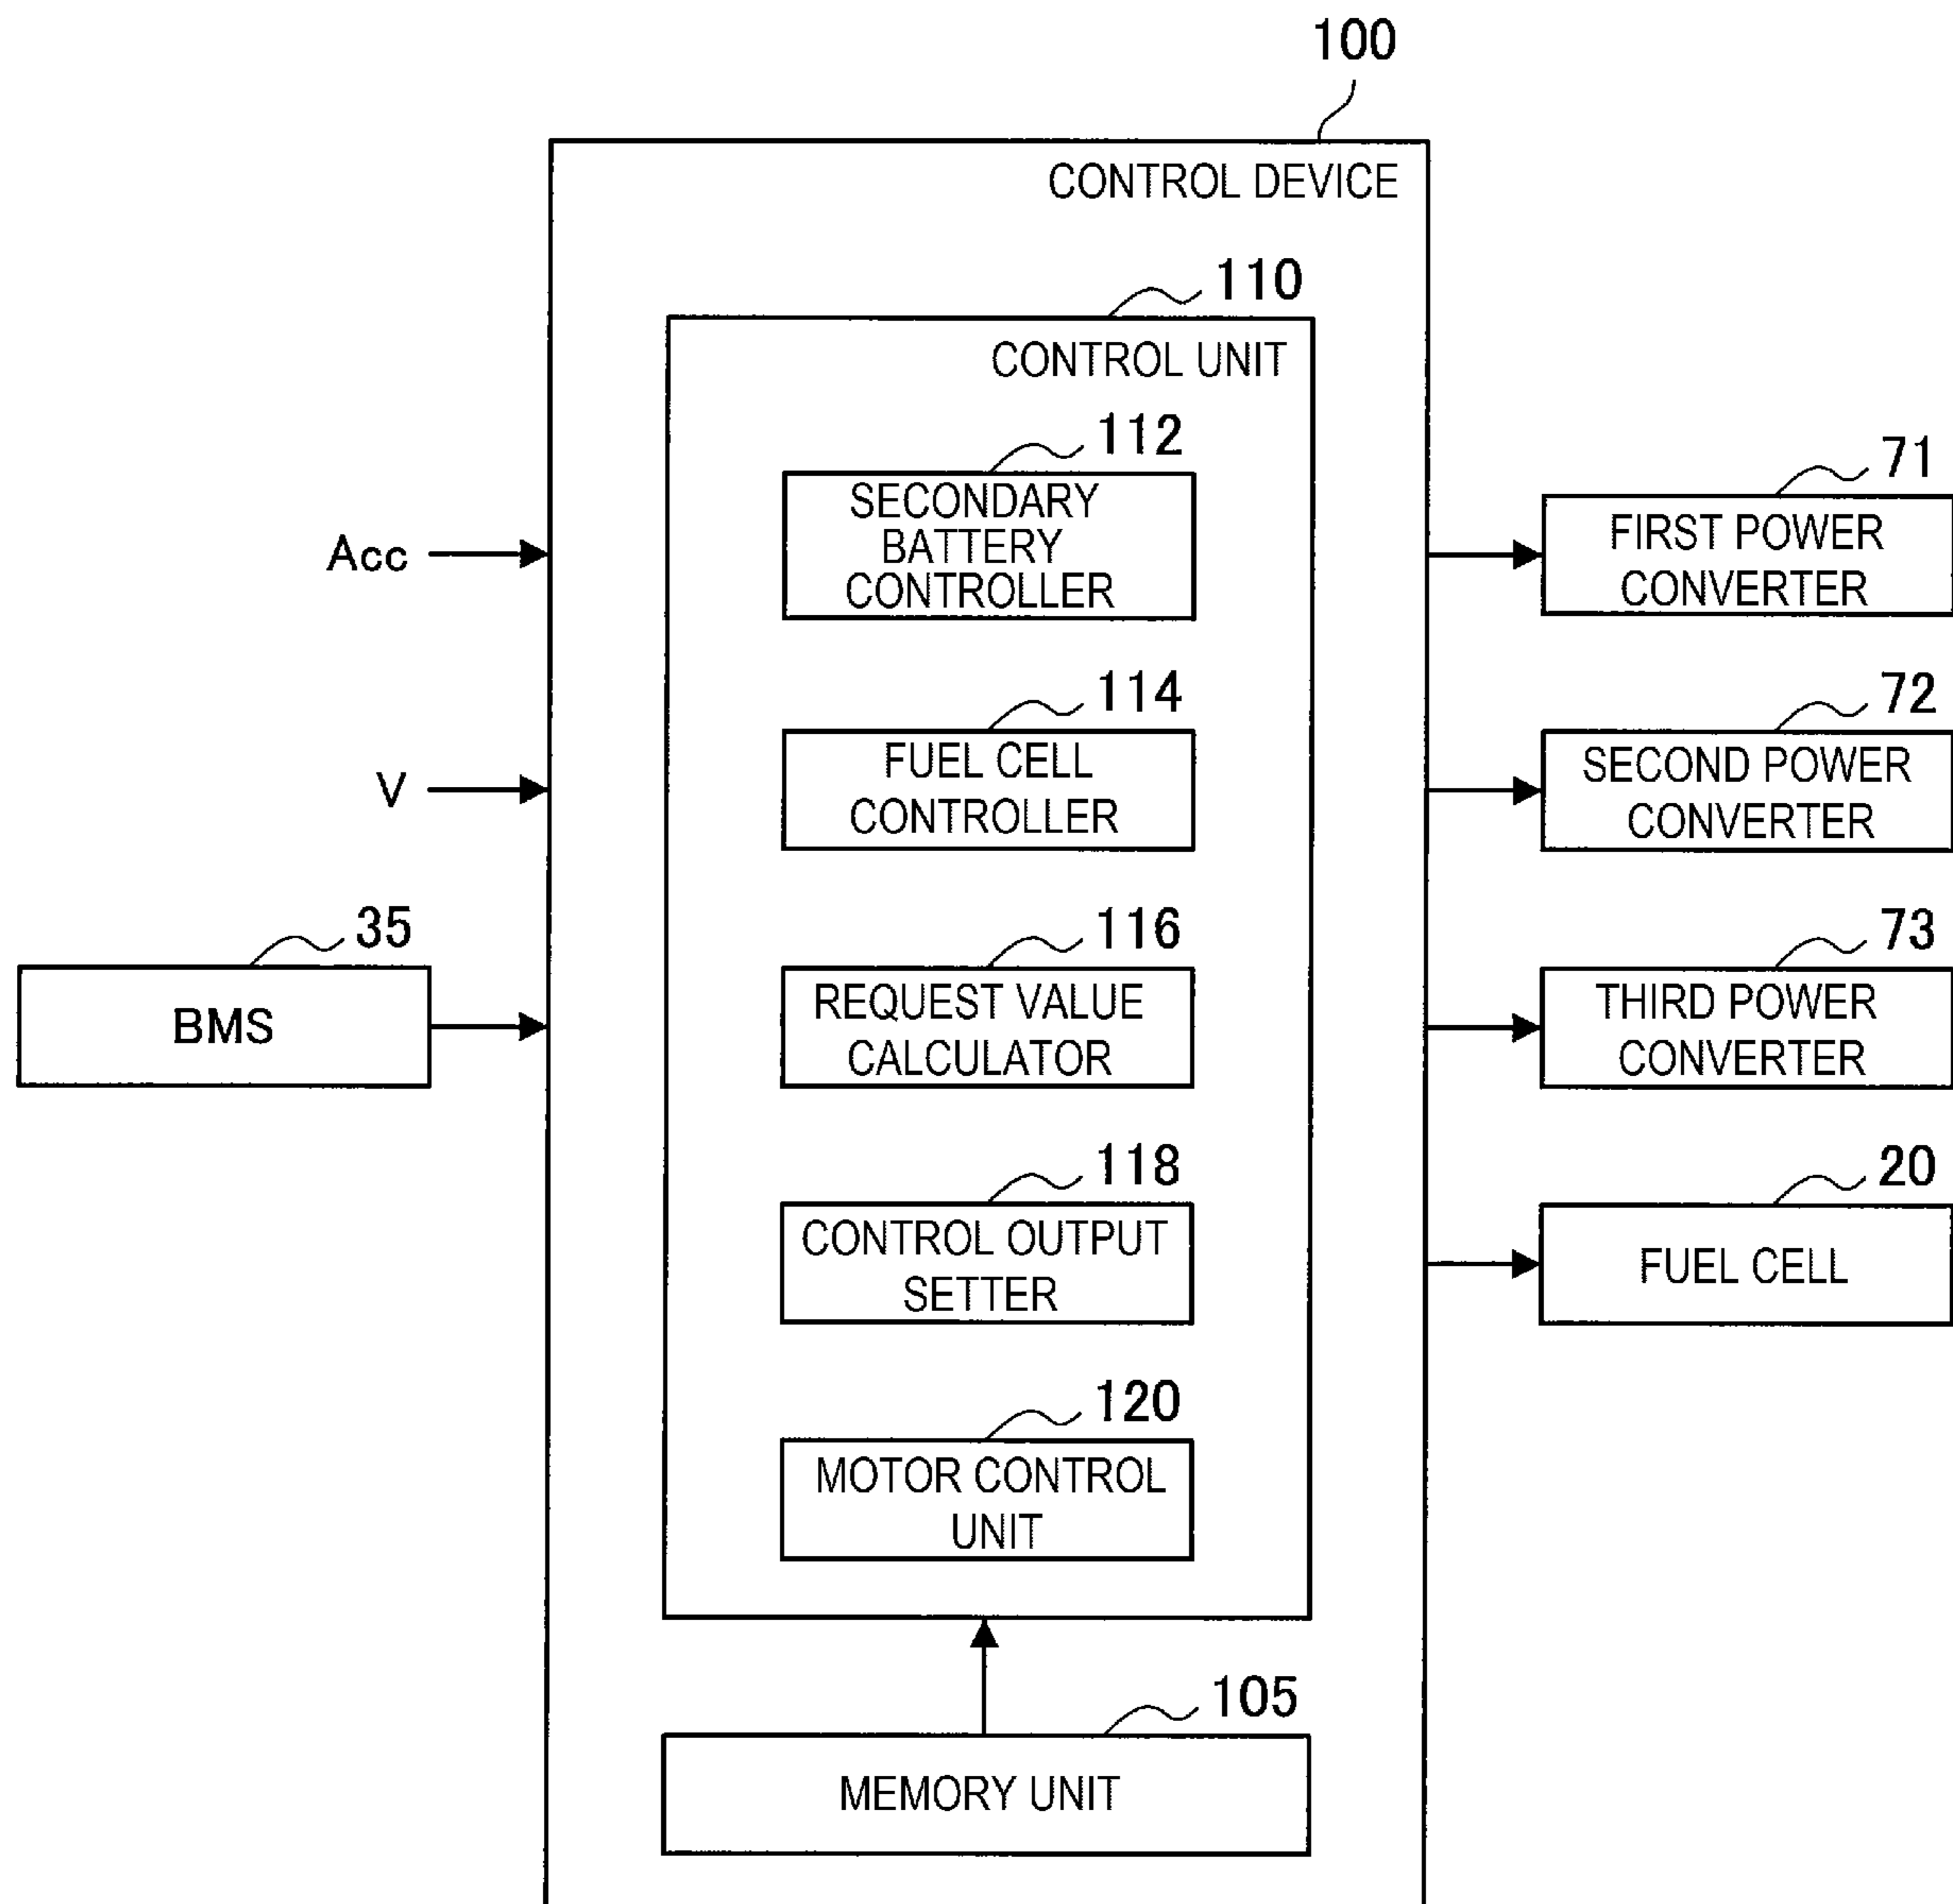 100
CONTROL DEVICE
110
CONTROL UNIT
112
SECONDARY
BATTERY
CONTROLLER
114
FUEL CELL
CONTROLLER
116
REQUEST VALUE
CALCULATOR
118
CONTROL OUTPUT
SETTER
120
MOTOR CONTROL
UNIT
105
MEMORY UNIT
Acc
V
35
BMS
71
FIRST POWER
CONVERTER
72
SECOND POWER
CONVERTER
73
THIRD POWER
CONVERTER
20
FUEL CELL